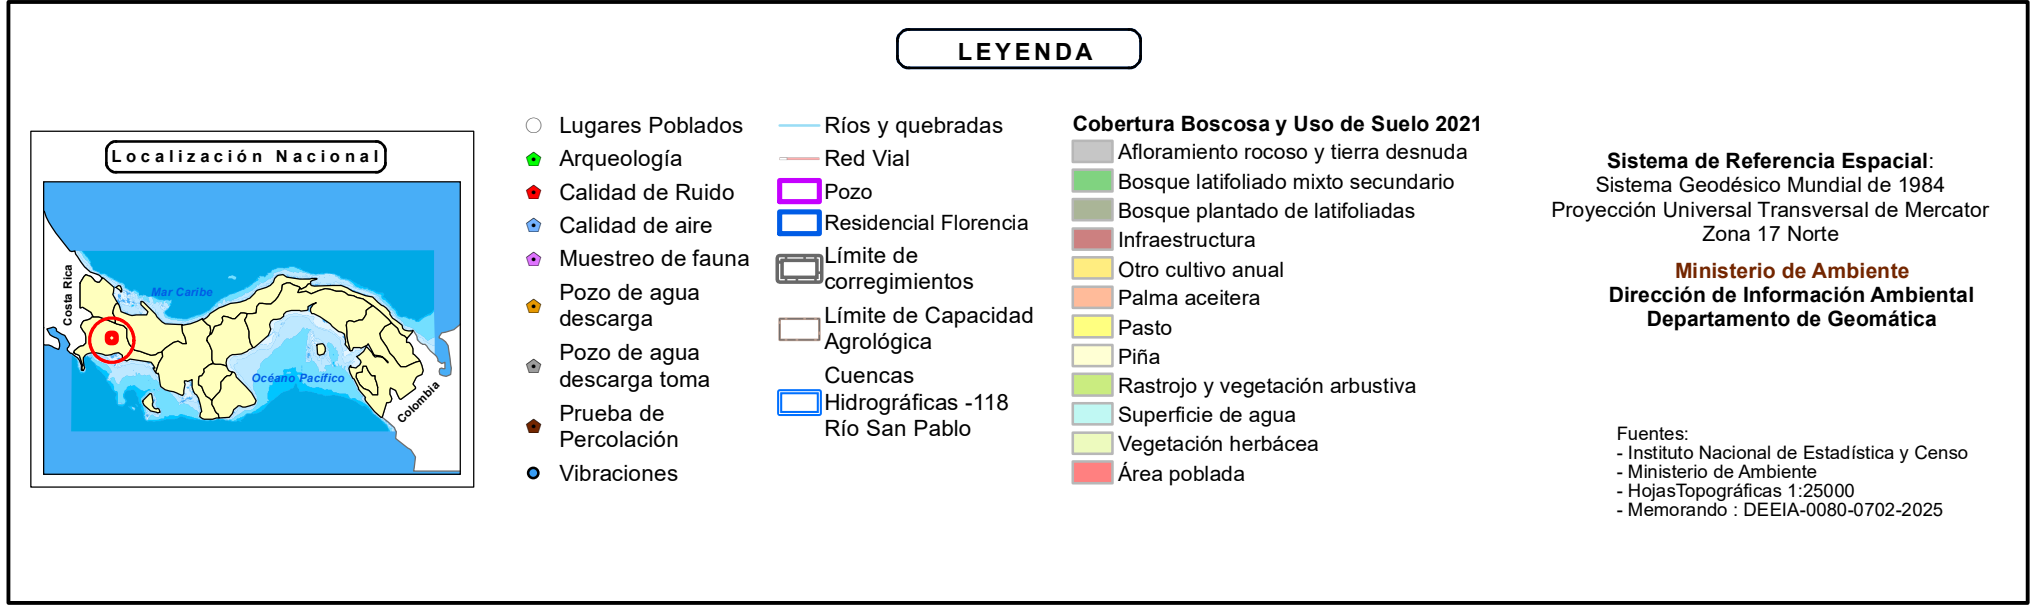 LEYENDA
Localización Nacional
Costa Rica
Mar Caribe
Océano Pacífico
Colombia
Lugares Poblados
Arqueología
Calidad de Ruido
Calidad de aire
Muestreo de fauna
Pozo de agua
descarga
Pozo de agua
descarga toma
Prueba de
Percolación
Vibraciones
Ríos y quebradas
Red Vial
Pozo
Residencial Florencia
Límite de
corregimientos
Límite de Capacidad
Agrológica
Cuencas
Hidrográficas -118
Río San Pablo
Cobertura Boscosa y Uso de Suelo 2021
Afloramiento rocoso y tierra desnuda
Bosque latifoliado mixto secundario
Bosque plantado de latifoliadas
Infraestructura
Otro cultivo anual
Palma aceitera
Pasto
Piña
Rastrojo y vegetación arbustiva
Superficie de agua
Vegetación herbácea
Área poblada
Sistema de Referencia Espacial:
Sistema Geodésico Mundial de 1984
Proyección Universal Transversal de Mercator
Zona 17 Norte
Ministerio de Ambiente
Dirección de Información Ambiental
Departamento de Geomática
Fuentes:
- Instituto Nacional de Estadística y Censo
- Ministerio de Ambiente
- HojasTopográficas 1:25000
- Memorando : DEEIA-0080-0702-2025